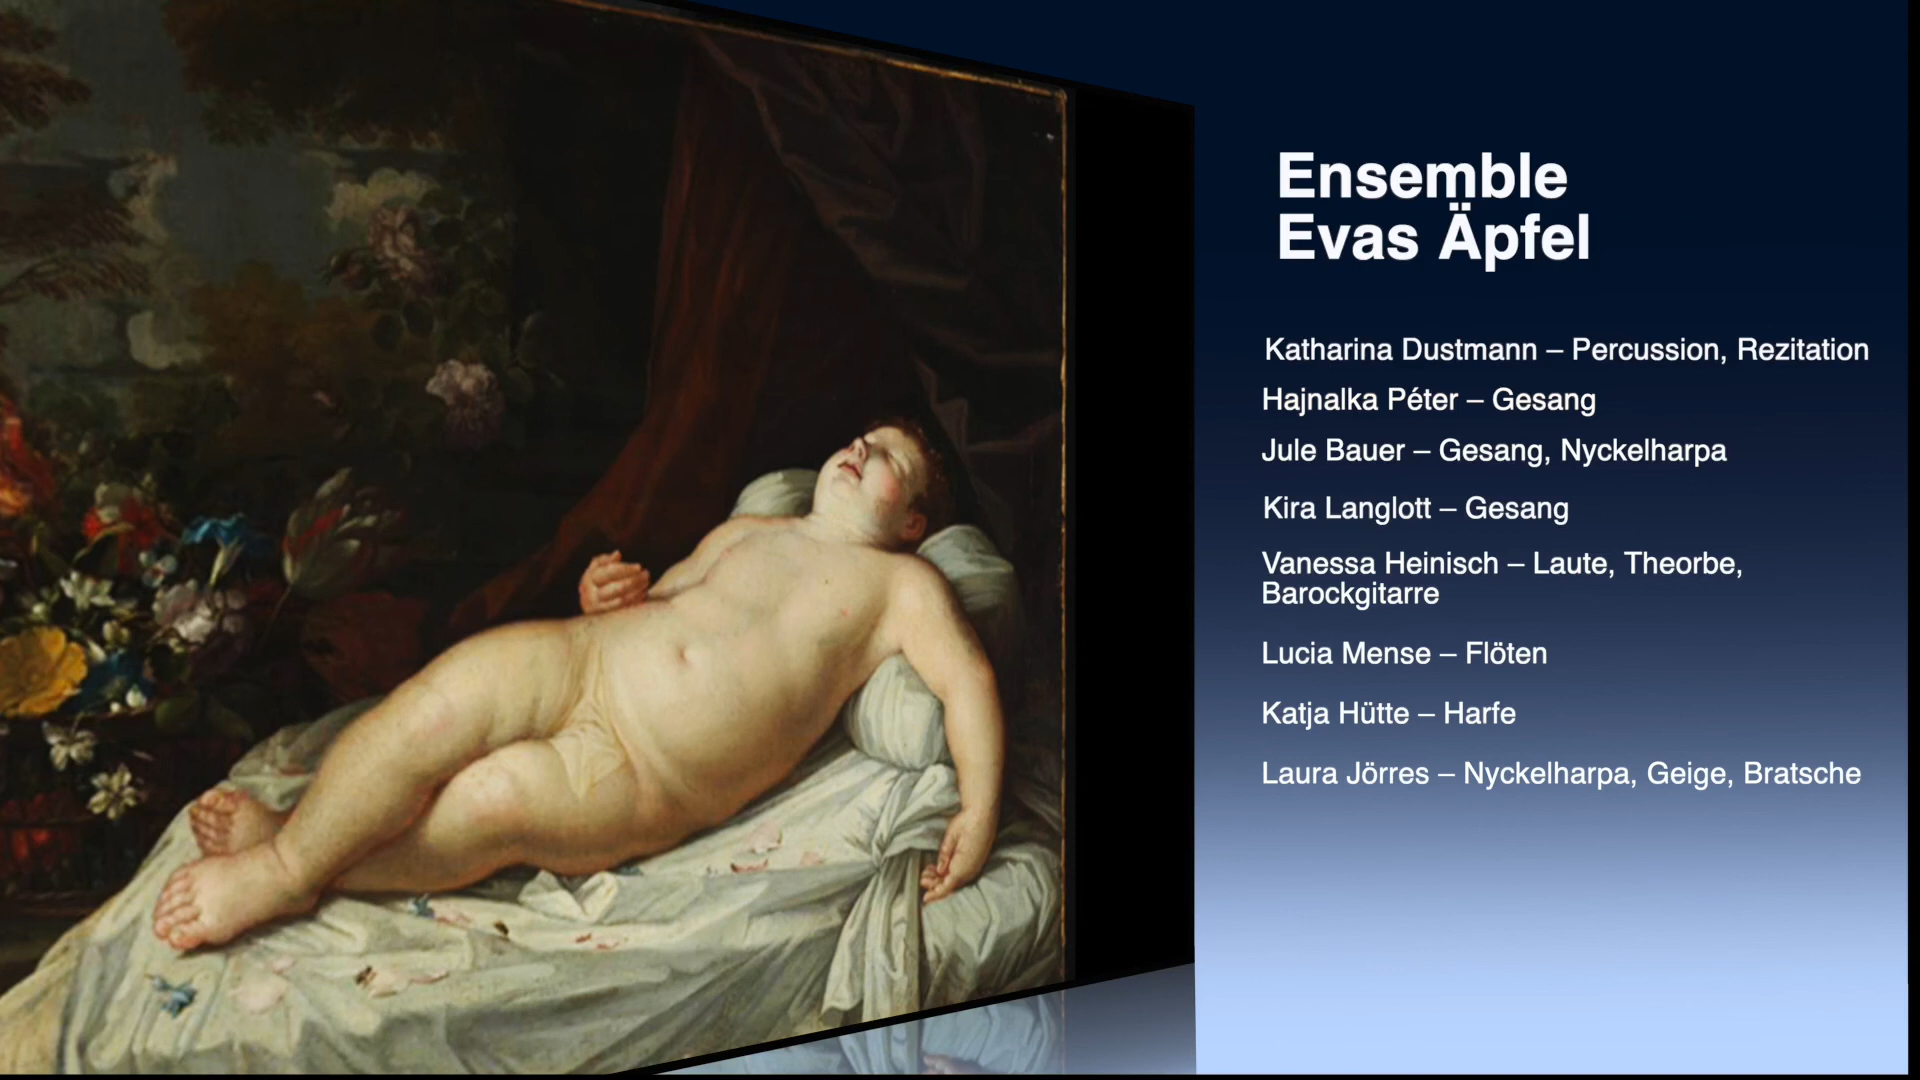 Ensemble
Evas Äpfel
Katharina Dustmann – Percussion, Rezitation
Hajnalka Péter – Gesang
Jule Bauer – Gesang, Nyckelharpa
Kira Langlott – Gesang
Vanessa Heinisch – Laute, Theorbe,
Barockgitarre
Lucia Mense – Flöten
Katja Hütte – Harfe
Laura Jörres – Nyckelharpa, Geige, Bratsche